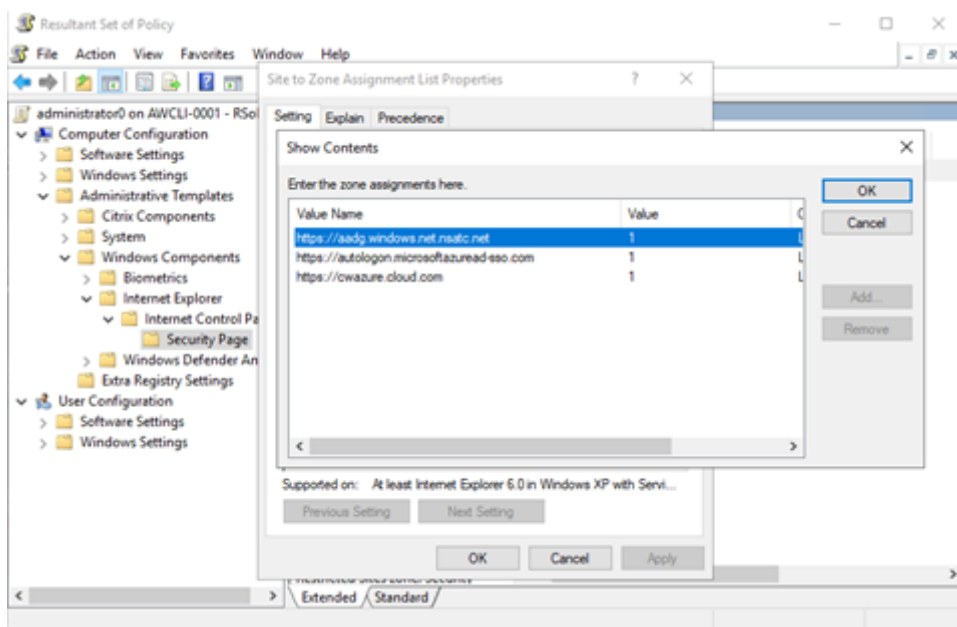 Resultant Set of Policy
File Action View Favorites Window Help
Site to Zone Assignment List Properties
administrator0 on AWCLI-0001 - RSol
Computer Configuration
Software Settings
Windows Settings
Administrative Templates
Citrix Components
System
Windows Components
Biometrics
Internet Explorer
Internet Control Pa
Security Page
Windows Defender An
Extra Registry Settings
User Configuration
Software Settings
Windows Settings
Setting Explain Precedence
Show Contents
Enter the zone assignments here.
Value Name Value
https://aadg.windows.net.nsatc.net 1
https://autologon.microsoftazuread-sso.com 1
https://cwazure.cloud.com 1
OK
Cancel
Add...
Remove
Supported on: At least Internet Explorer 6.0 in Windows XP with Servi...
Previous Setting Next Setting
OK Cancel Apply
Extended Standard